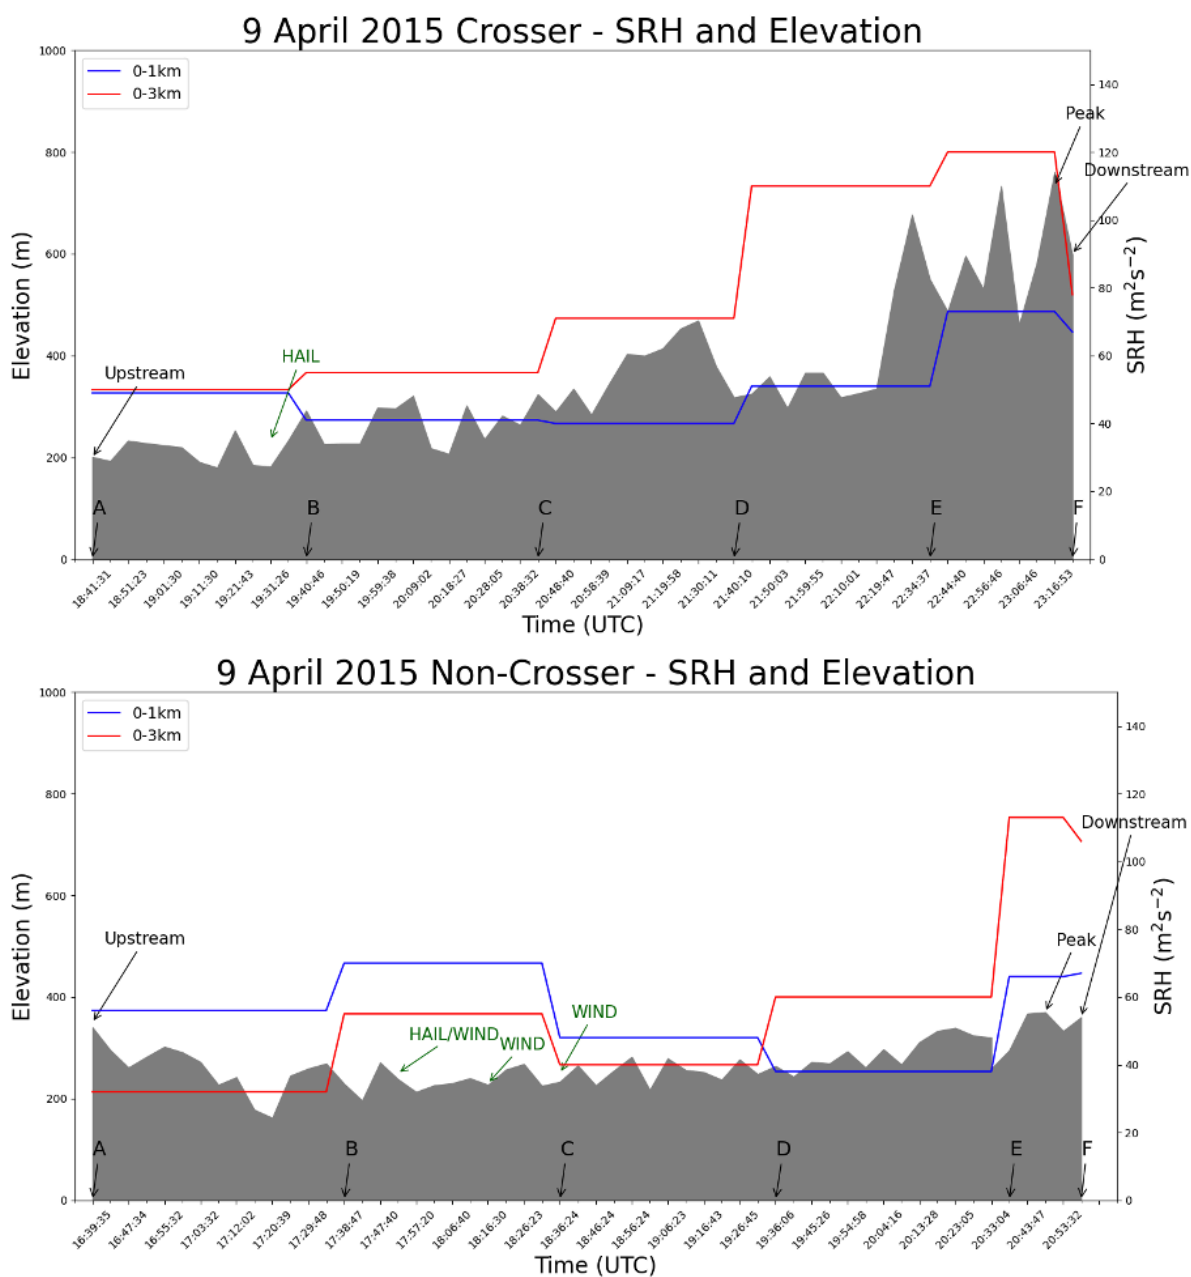 9 April 2015 Crosser - SRH and Elevation
1000
800
600
400
200
0
Elevation (m)
0-1km
0-3km
140
120
100
80
60
40
20
0
SRH (m²s⁻²)
Peak
Downstream
HAIL
Upstream
A B C D E F
18:41:31 18:51:23 19:01:30 19:11:30 19:21:43 19:31:26 19:40:46 19:50:19 19:59:38 20:09:02 20:18:27 20:28:05 20:38:32 20:48:40 20:58:39 21:09:17 21:19:58 21:30:11 21:40:10 21:50:03 21:59:55 22:10:01 22:19:47 22:34:37 22:44:40 22:56:46 23:06:46 23:16:53
Time (UTC)
9 April 2015 Non-Crosser - SRH and Elevation
1000
800
600
400
200
0
Elevation (m)
0-1km
0-3km
140
120
100
80
60
40
20
0
SRH (m²s⁻²)
Downstream
Upstream
Peak
WIND
HAIL/WIND
WIND
A B C D E F
16:39:35 16:47:34 16:55:32 17:03:32 17:12:02 17:20:39 17:29:48 17:38:47 17:47:40 17:57:20 18:06:40 18:16:30 18:26:23 18:36:24 18:46:24 18:56:24 19:06:23 19:16:43 19:26:45 19:36:06 19:45:26 19:54:58 20:04:16 20:13:28 20:23:05 20:33:04 20:43:47 20:53:32
Time (UTC)